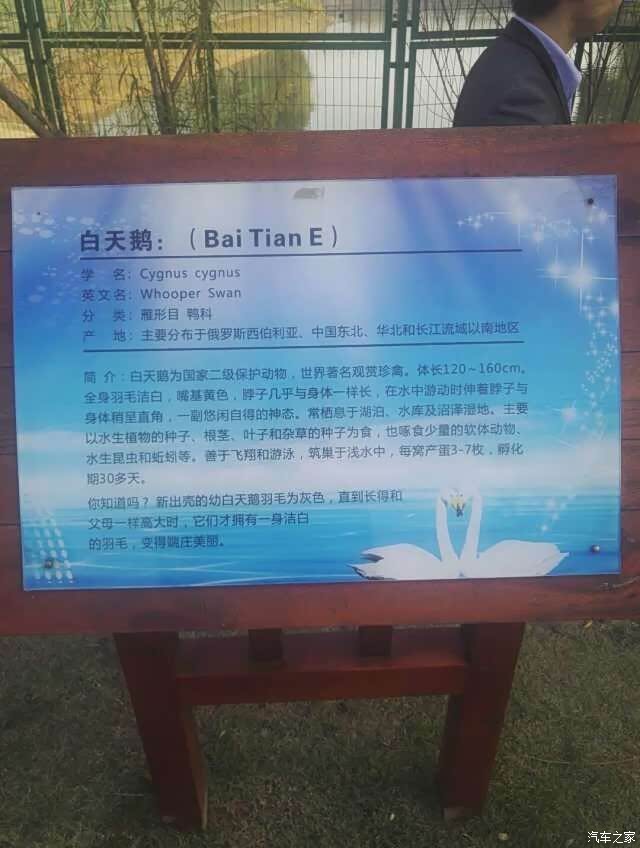 白天鹅：（Bai Tian E）
学　名：Cygnus cygnus
英文名：Whooper Swan
分　类：雁形目 鸭科
产　地：主要分布于俄罗斯西伯利亚、中国东北、华北和长江流域以南地区
简 介：白天鹅为国家二级保护动物，世界著名观赏珍禽。体长120～160cm。
全身羽毛洁白，嘴基黄色，脖子几乎与身体一样长，在水中游动时伸着脖子与
身体稍呈直角，一副悠闲自得的神态。常栖息于湖泊、水库及沼泽湿地。主要
以水生植物的种子、根茎、叶子和杂草的种子为食，也啄食少量的软体动物、
水生昆虫和蚯蚓等。善于飞翔和游泳，筑巢于浅水中，每窝产蛋3-7枚，孵化
期30多天。
你知道吗？新出壳的幼白天鹅羽毛为灰色，直到长得和
父母一样高大时，它们才拥有一身洁白
的羽毛，变得端庄美丽。
汽车之家